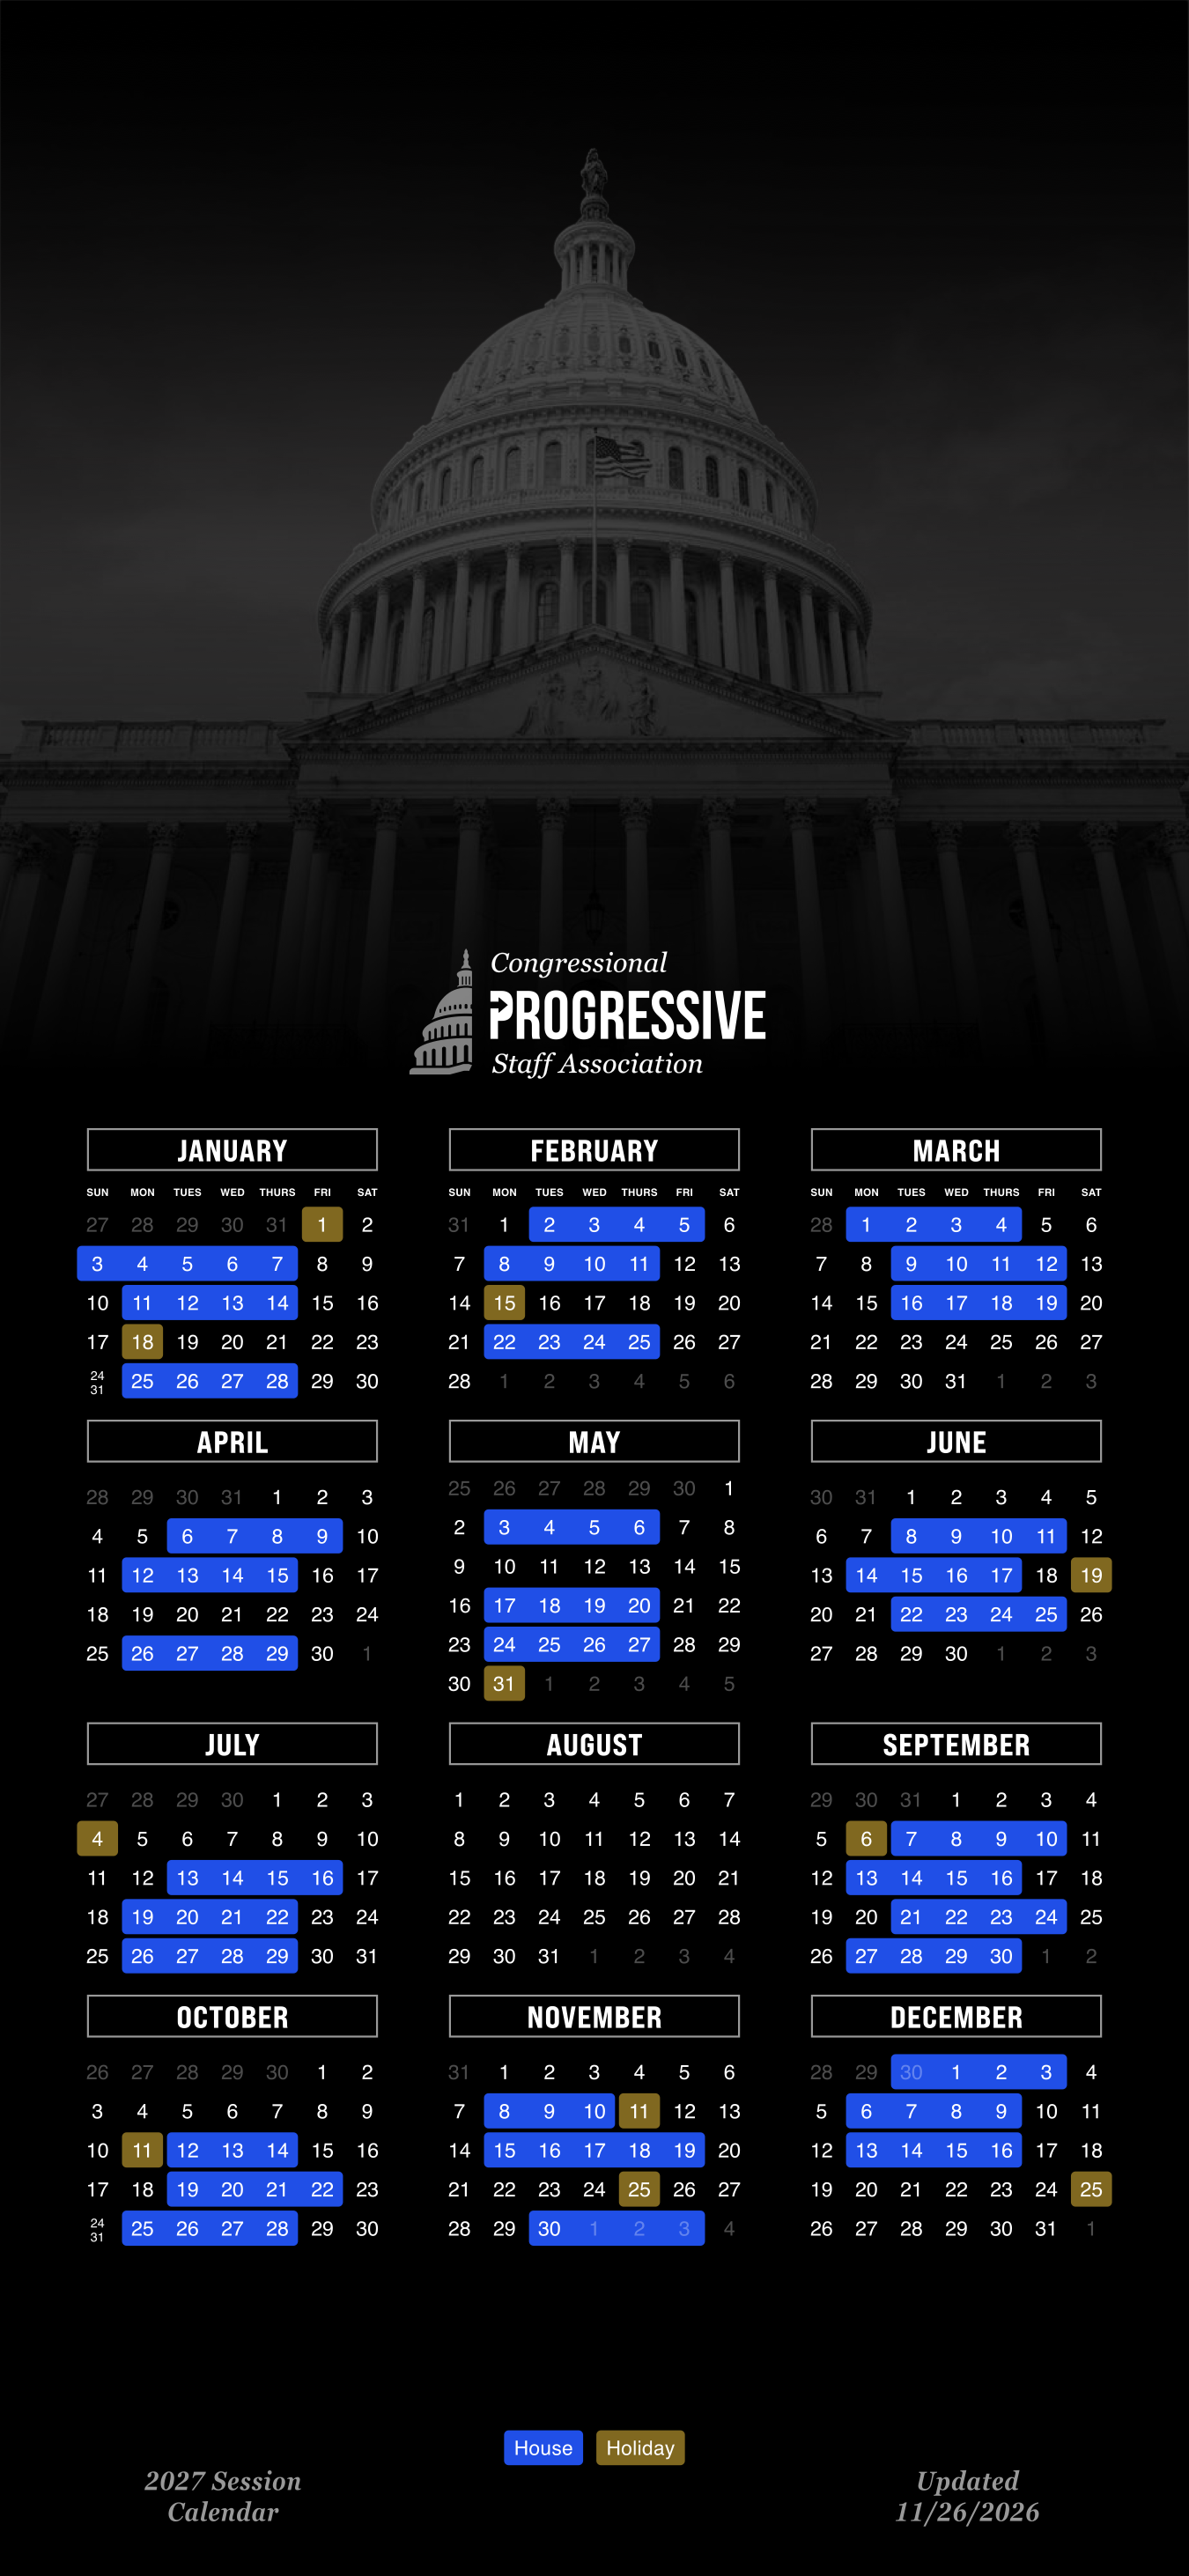 Congressional
PROGRESSIVE
Staff Association
JANUARY
SUN MON TUES WED THURS FRI SAT
27 28 29 30 31 1 2
3 4 5 6 7 8 9
10 11 12 13 14 15 16
17 18 19 20 21 22 23
24 31 25 26 27 28 29 30
FEBRUARY
SUN MON TUES WED THURS FRI SAT
31 1 2 3 4 5 6
7 8 9 10 11 12 13
14 15 16 17 18 19 20
21 22 23 24 25 26 27
28 1 2 3 4 5 6
MARCH
SUN MON TUES WED THURS FRI SAT
28 1 2 3 4 5 6
7 8 9 10 11 12 13
14 15 16 17 18 19 20
21 22 23 24 25 26 27
28 29 30 31 1 2 3
APRIL
28 29 30 31 1 2 3
4 5 6 7 8 9 10
11 12 13 14 15 16 17
18 19 20 21 22 23 24
25 26 27 28 29 30 1
MAY
25 26 27 28 29 30 1
2 3 4 5 6 7 8
9 10 11 12 13 14 15
16 17 18 19 20 21 22
23 24 25 26 27 28 29
30 31 1 2 3 4 5
JUNE
30 31 1 2 3 4 5
6 7 8 9 10 11 12
13 14 15 16 17 18 19
20 21 22 23 24 25 26
27 28 29 30 1 2 3
JULY
27 28 29 30 1 2 3
4 5 6 7 8 9 10
11 12 13 14 15 16 17
18 19 20 21 22 23 24
25 26 27 28 29 30 31
AUGUST
1 2 3 4 5 6 7
8 9 10 11 12 13 14
15 16 17 18 19 20 21
22 23 24 25 26 27 28
29 30 31 1 2 3 4
SEPTEMBER
29 30 31 1 2 3 4
5 6 7 8 9 10 11
12 13 14 15 16 17 18
19 20 21 22 23 24 25
26 27 28 29 30 1 2
OCTOBER
26 27 28 29 30 1 2
3 4 5 6 7 8 9
10 11 12 13 14 15 16
17 18 19 20 21 22 23
24 31 25 26 27 28 29 30
NOVEMBER
31 1 2 3 4 5 6
7 8 9 10 11 12 13
14 15 16 17 18 19 20
21 22 23 24 25 26 27
28 29 30 1 2 3 4
DECEMBER
28 29 30 1 2 3 4
5 6 7 8 9 10 11
12 13 14 15 16 17 18
19 20 21 22 23 24 25
26 27 28 29 30 31 1
House Holiday
2027 Session
Calendar
Updated
11/26/2026